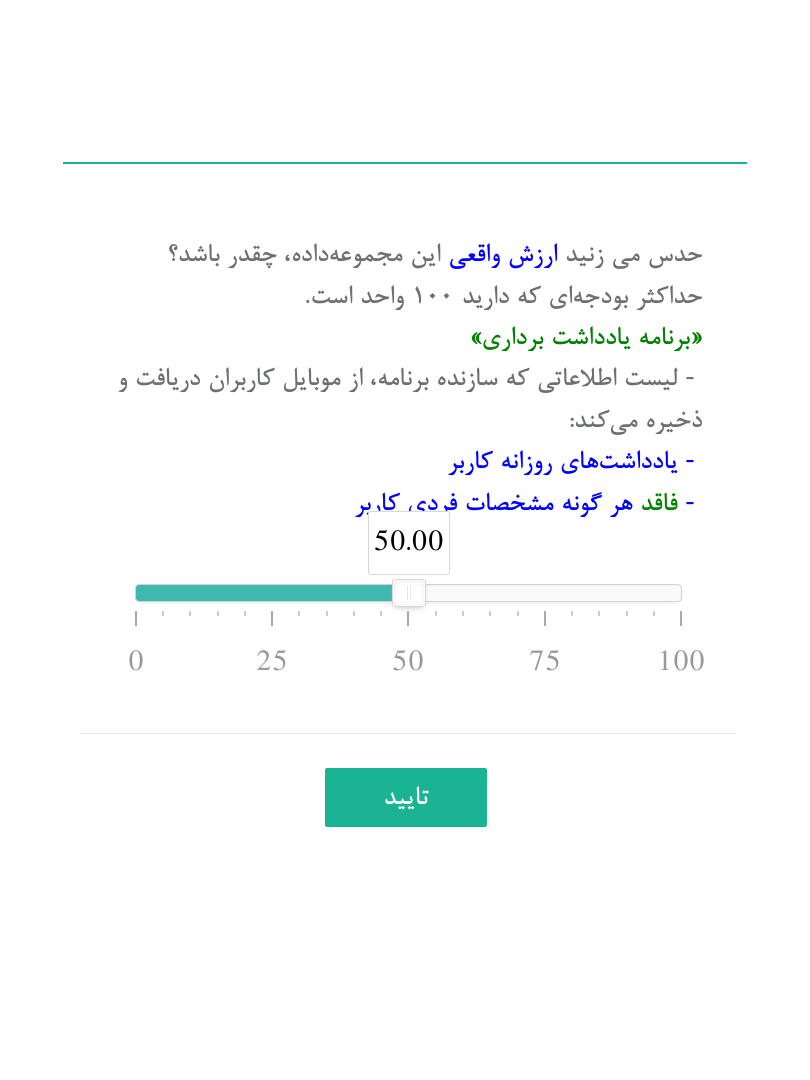 حدس می زنید ارزش واقعی این مجموعه‌داده، چقدر باشد؟
حداکثر بودجه‌ای که دارید ۱۰۰ واحد است.
«برنامه یادداشت برداری»
- لیست اطلاعاتی که سازنده برنامه، از موبایل کاربران دریافت و
ذخیره می‌کند:
- یادداشت‌های روزانه کاربر
- فاقد هر گونه مشخصات فردی کاربر
50.00
0 25 50 75 100
تایید